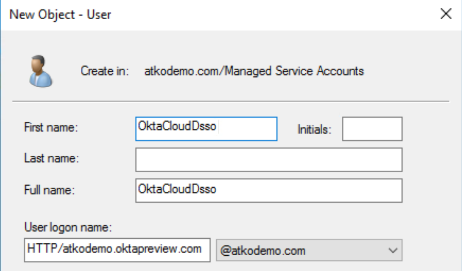 New Object - User
Create in: atkodemo.com/Managed Service Accounts
First name: OktaCloudDsso Initials:
Last name:
Full name: OktaCloudDsso
User logon name:
HTTP/atkodemo.oktapreview.com @atkodemo.com